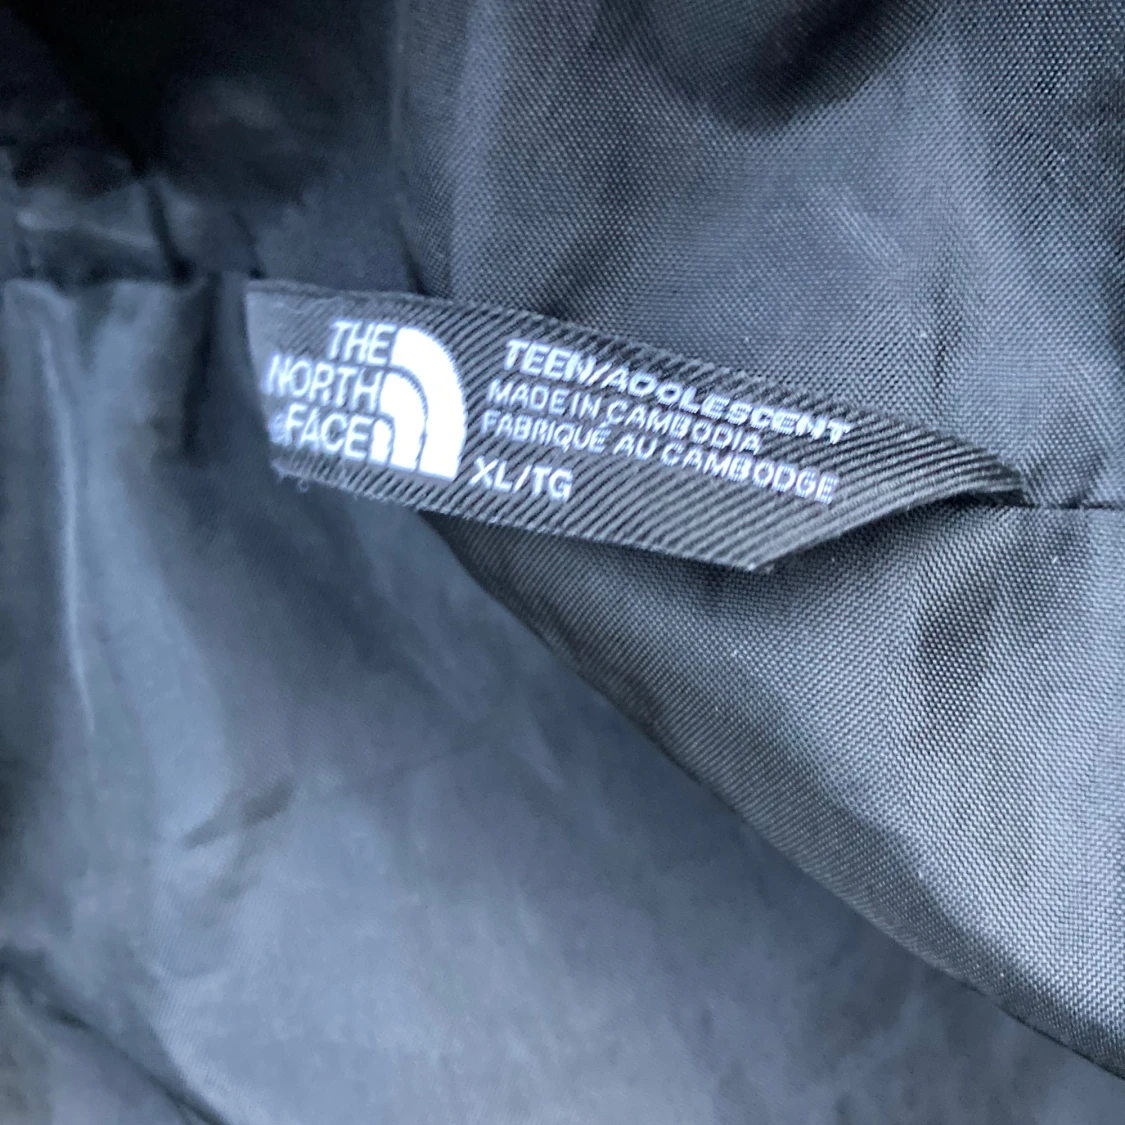 THE
NORTH
FACE
TEEN/ADOLESCENT
MADE IN CAMBODIA
FABRIQUÉ AU CAMBODGE
XL/TG